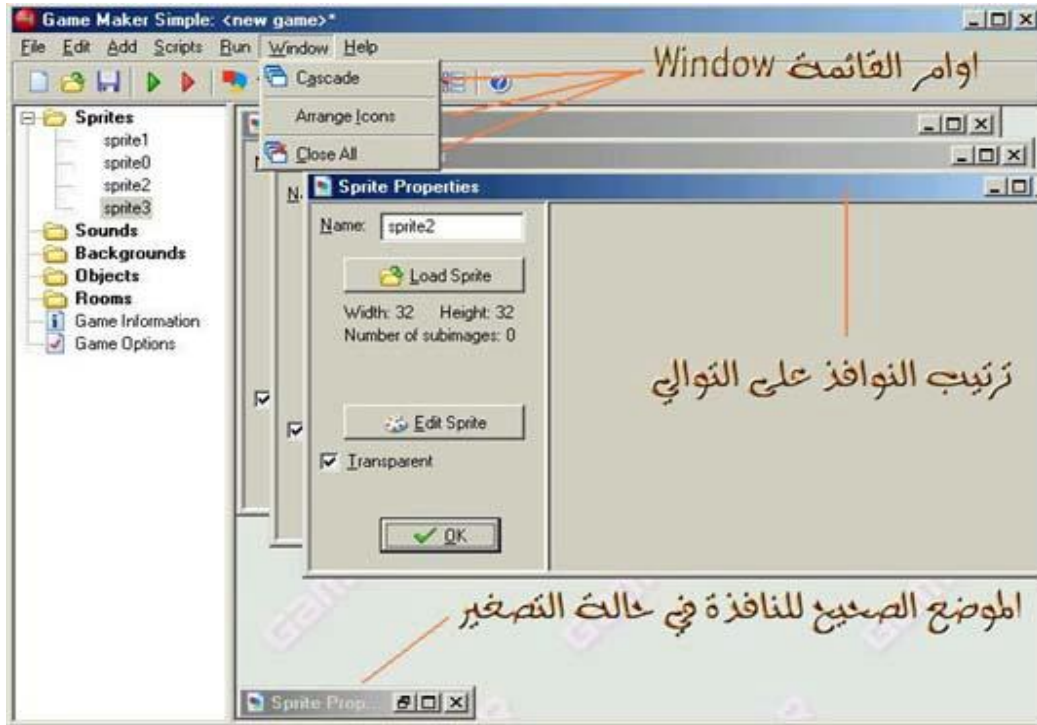 Game Maker Simple: <new game>*
File Edit Add Scripts Run Window Help
Cascade
Arrange Icons
Close All
اوامر القائمة Window
Sprites
sprite1
sprite0
sprite2
sprite3
Sounds
Backgrounds
Objects
Rooms
Game Information
Game Options
Sprite Properties
Name: sprite2
Load Sprite
Width: 32 Height: 32
Number of subimages: 0
Edit Sprite
Transparent
OK
ترتيب النوافذ على التوالي
الموضع الصحيح للنافذة في حالة التصغير
Sprite Prop...